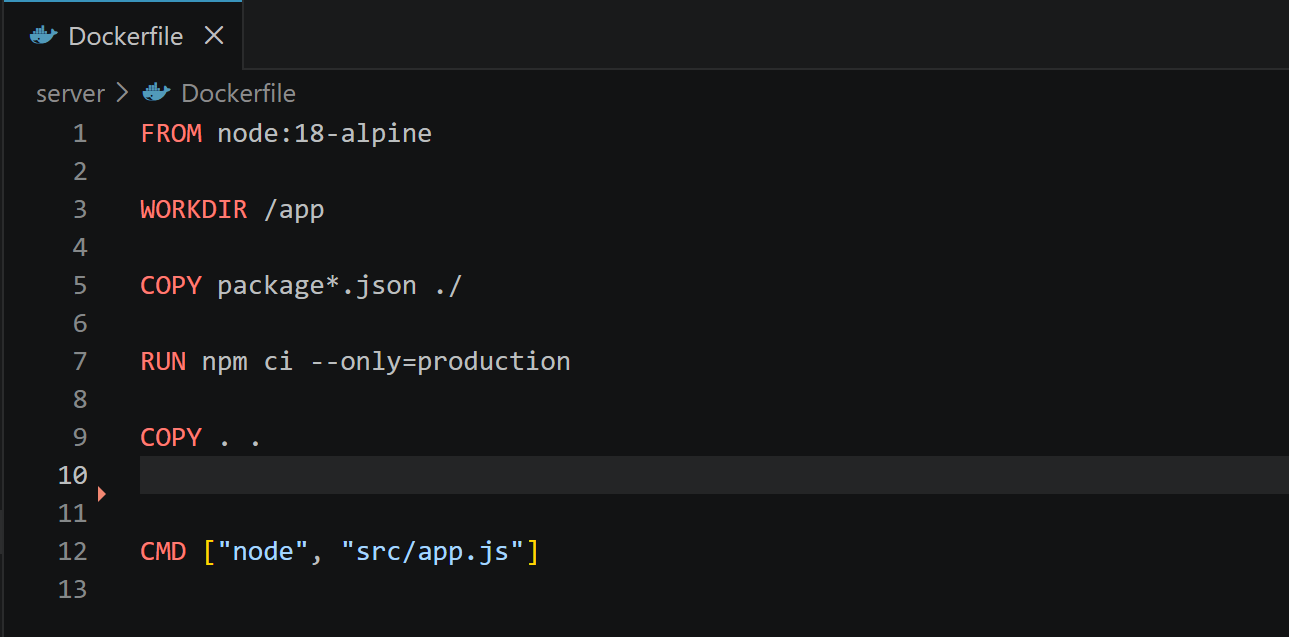 Dockerfile
server > Dockerfile
1 FROM node:18-alpine
2
3 WORKDIR /app
4
5 COPY package*.json ./
6
7 RUN npm ci --only=production
8
9 COPY . .
10
11
12 CMD ["node", "src/app.js"]
13